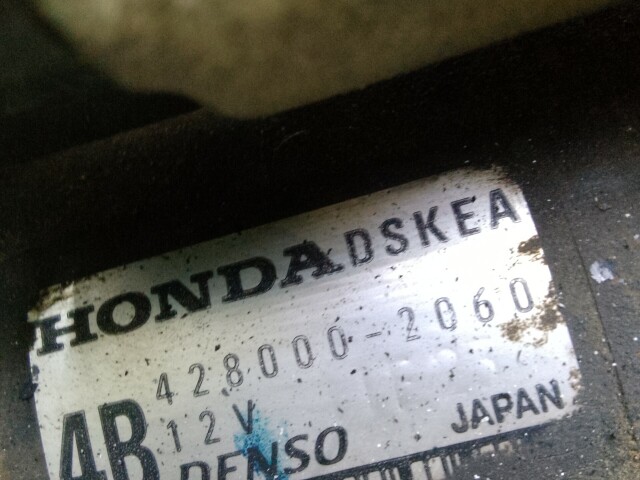 HONDA DSKEA
428000-2060
4B 12V
DENSO JAPAN